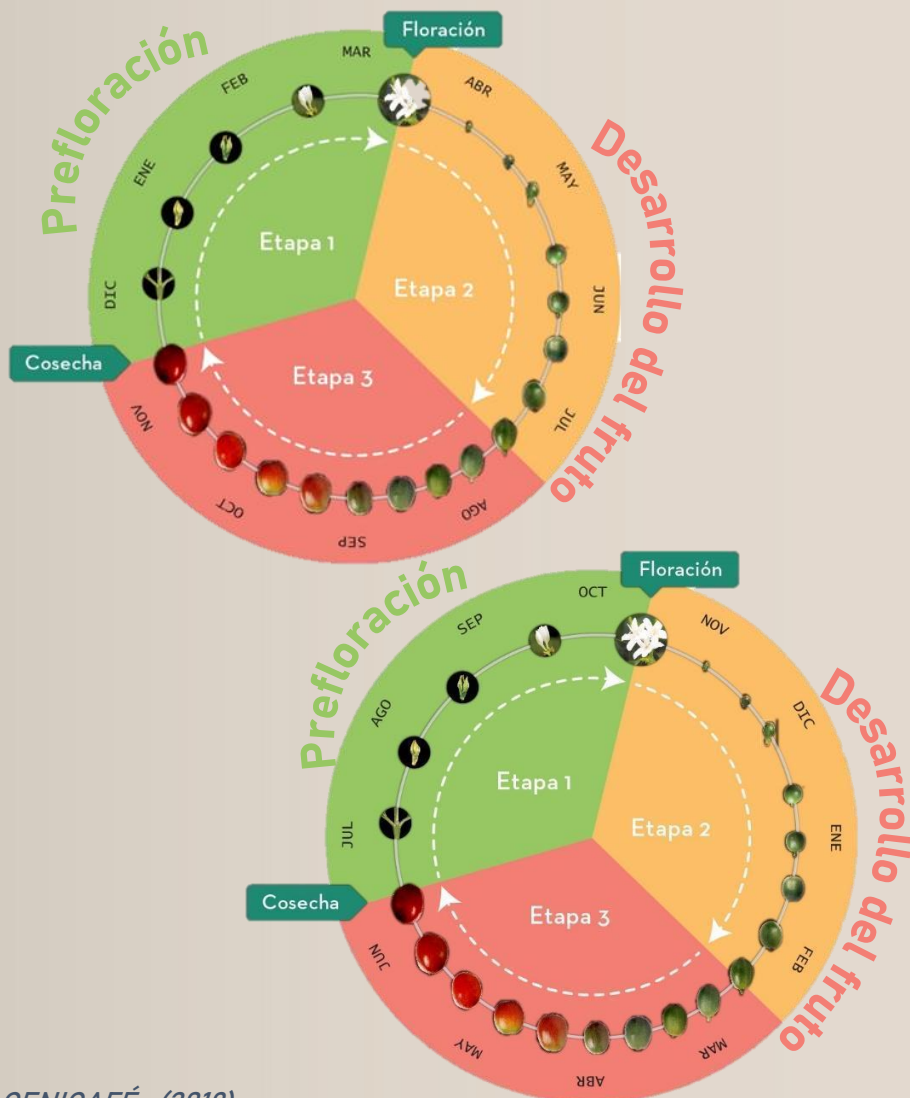 Prefloración
Floración
MAR
FEB
ABR
ENE
MAY
Desarrollo del fruto
Etapa 1
Etapa 2
DIC
JUN
Cosecha
Etapa 3
NOV
JUL
OCT
AGO
SEP
Prefloración
Floración
OCT
SEP
NOV
AGO
DIC
Desarrollo del fruto
Etapa 1
Etapa 2
JUL
ENE
Cosecha
Etapa 3
JUN
FEB
MAY
MAR
ABR